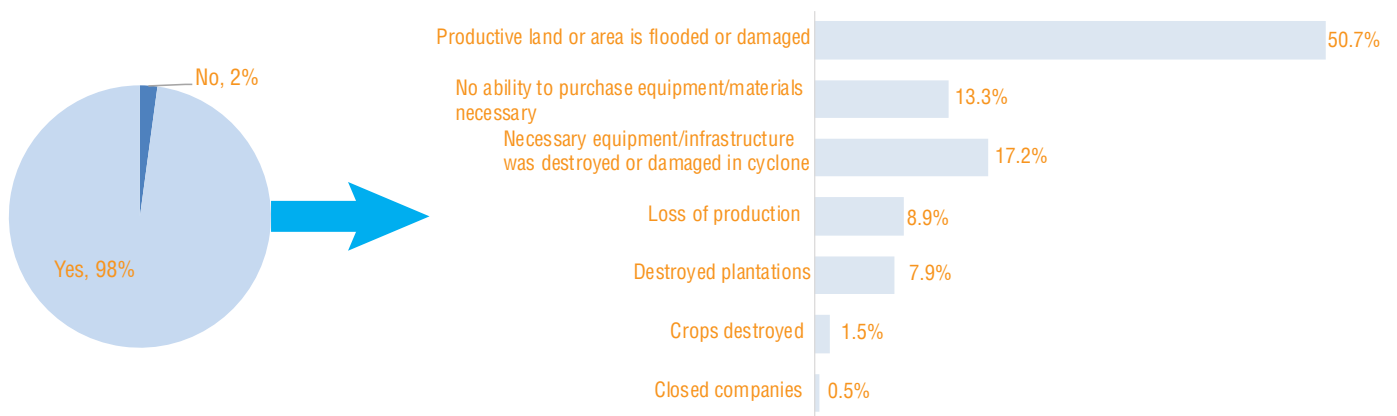 No, 2%
Yes, 98%
Productive land or area is flooded or damaged
50.7%
No ability to purchase equipment/materials
necessary
13.3%
Necessary equipment/infrastructure
was destroyed or damaged in cyclone
17.2%
Loss of production
8.9%
Destroyed plantations
7.9%
Crops destroyed
1.5%
Closed companies
0.5%